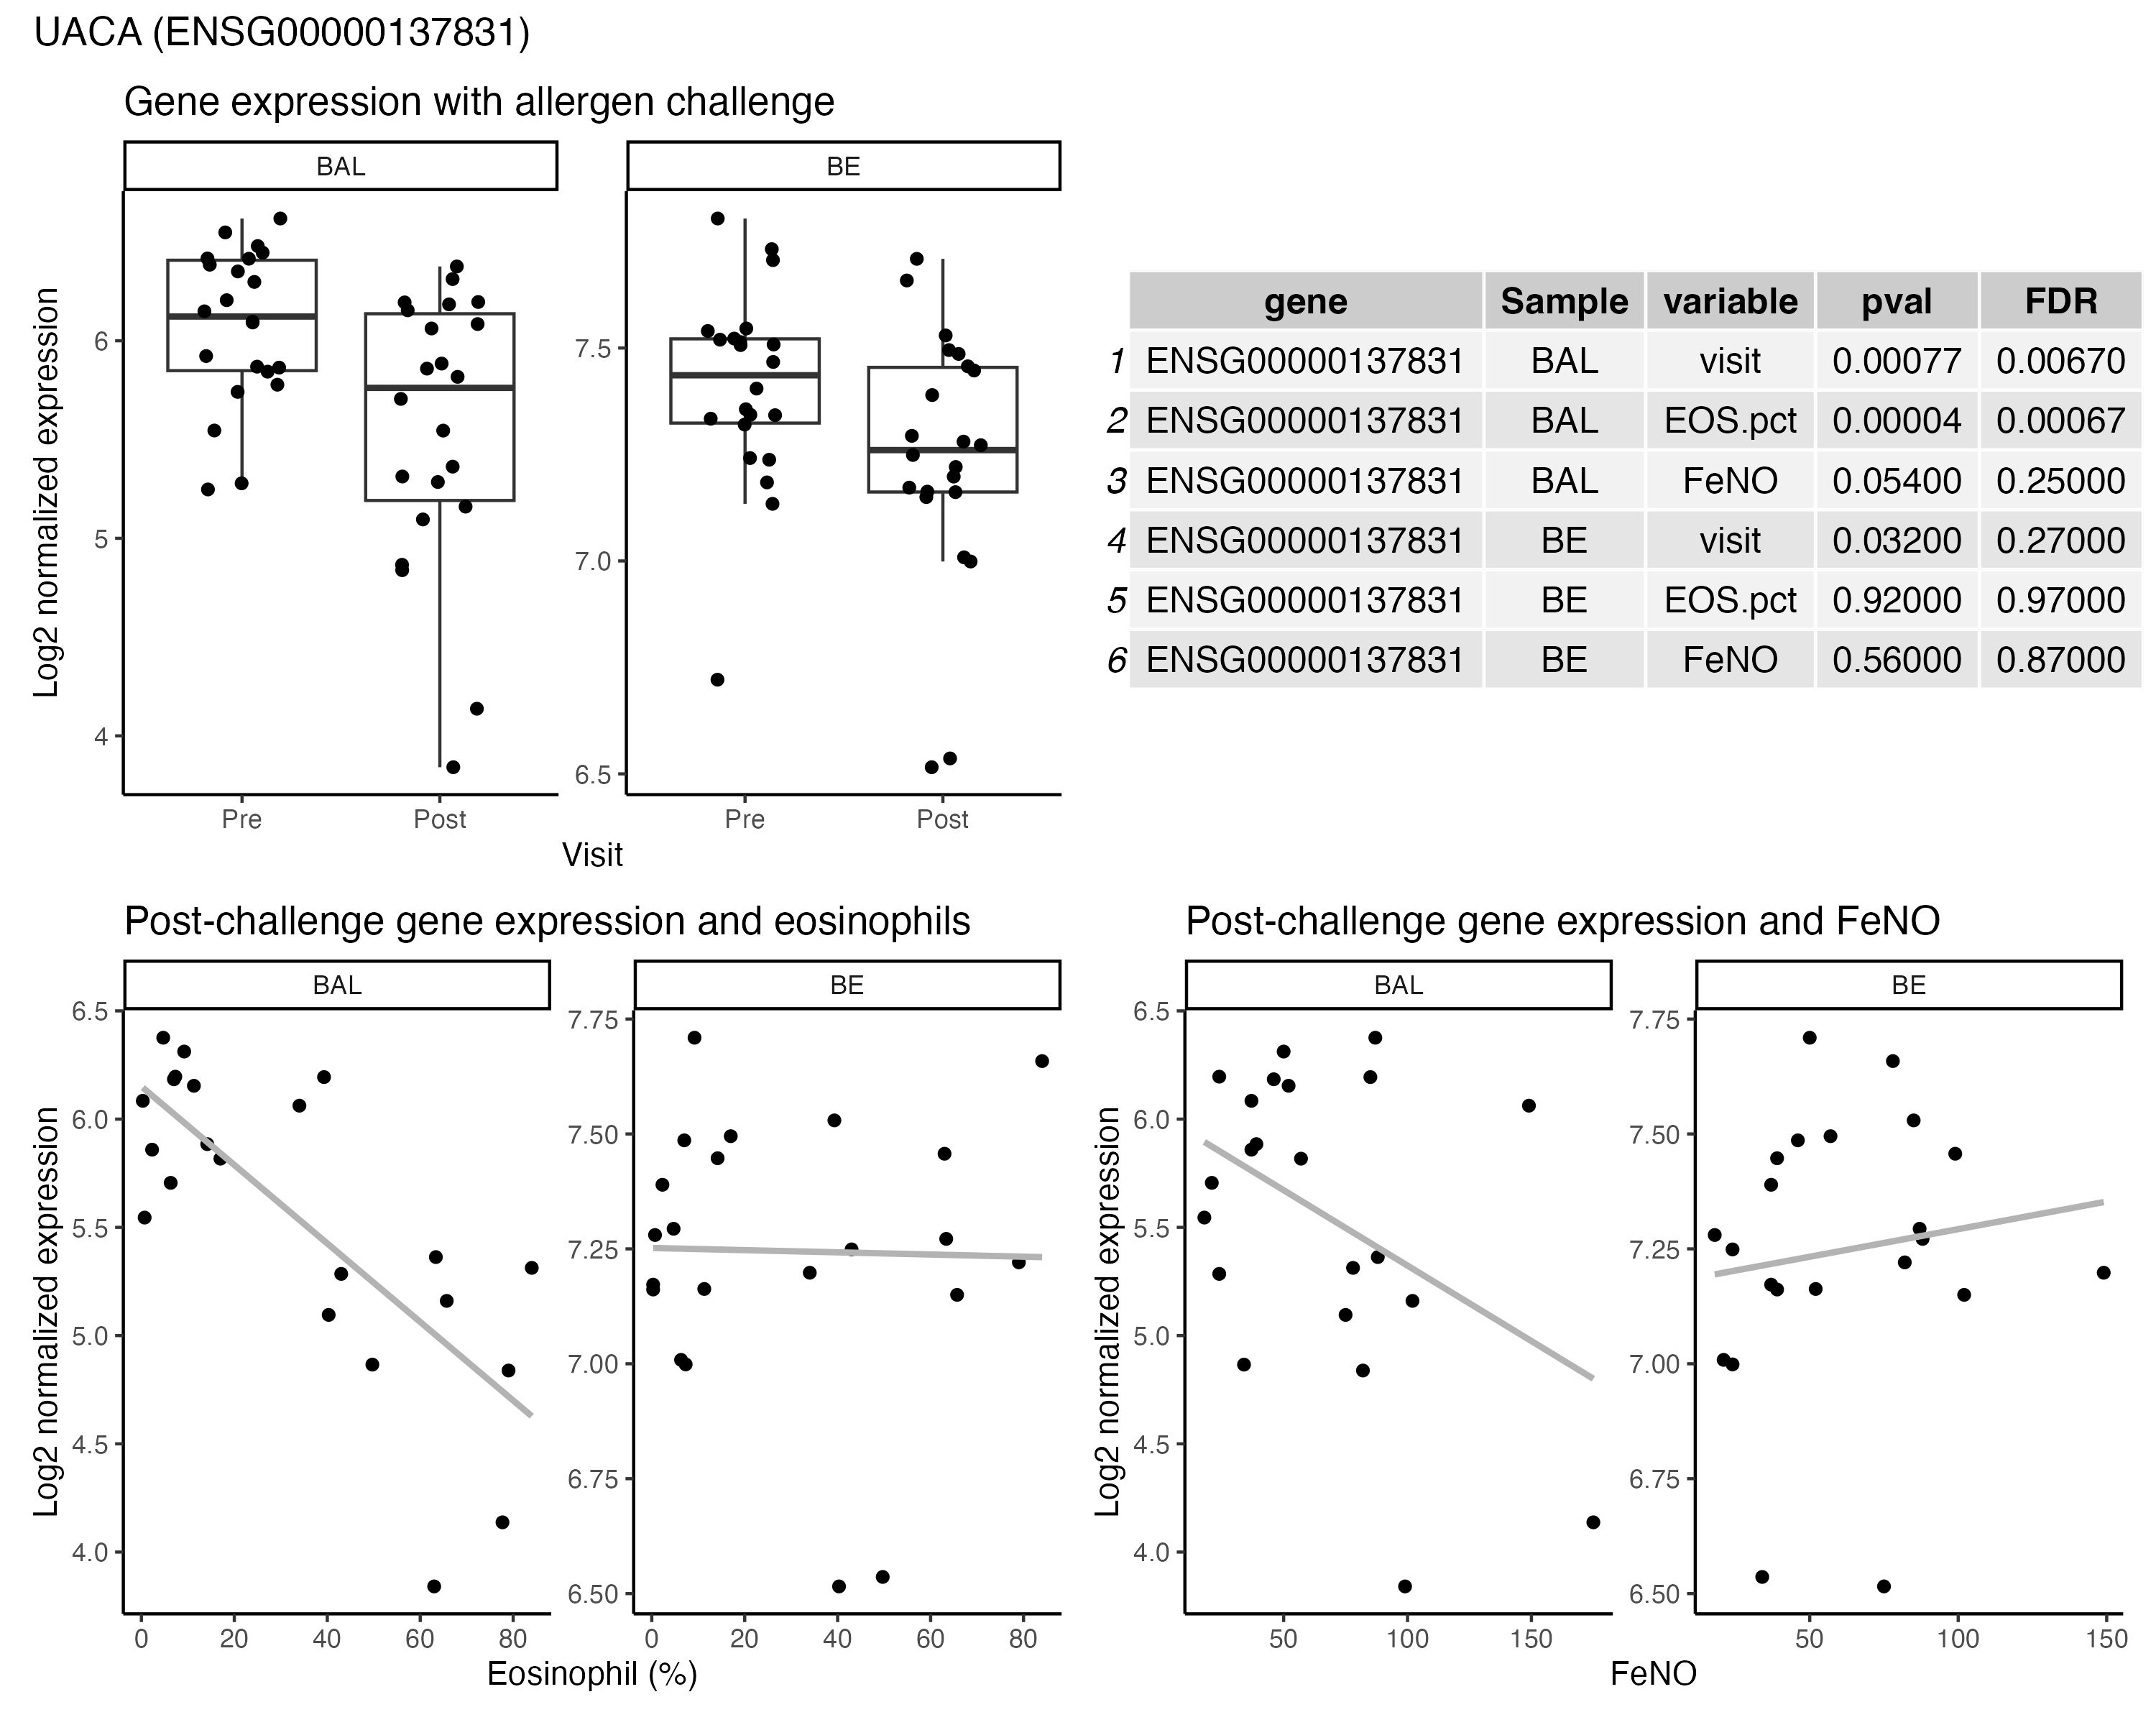 UACA (ENSG00000137831)
Gene expression with allergen challenge
BAL
BE
Log2 normalized expression
6
5
4
7.5
7.0
6.5
Pre
Post
Pre
Post
Visit
gene Sample variable pval FDR
1 ENSG00000137831 BAL visit 0.00077 0.00670
2 ENSG00000137831 BAL EOS.pct 0.00004 0.00067
3 ENSG00000137831 BAL FeNO 0.05400 0.25000
4 ENSG00000137831 BE visit 0.03200 0.27000
5 ENSG00000137831 BE EOS.pct 0.92000 0.97000
6 ENSG00000137831 BE FeNO 0.56000 0.87000
Post-challenge gene expression and eosinophils
BAL
BE
Log2 normalized expression
6.5
6.0
5.5
5.0
4.5
4.0
7.75
7.50
7.25
7.00
6.75
6.50
0 20 40 60 80
0 20 40 60 80
Eosinophil (%)
Post-challenge gene expression and FeNO
BAL
BE
Log2 normalized expression
6.5
6.0
5.5
5.0
4.5
4.0
7.75
7.50
7.25
7.00
6.75
6.50
50 100 150
50 100 150
FeNO